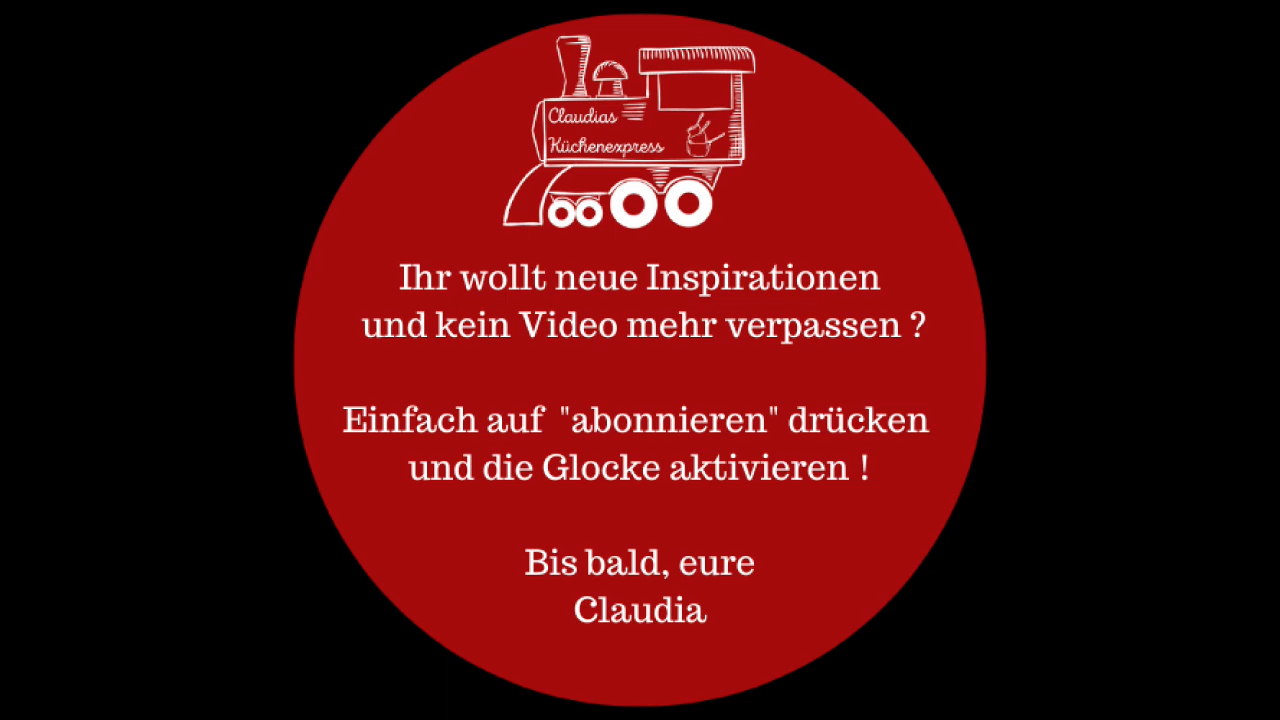 Claudias
Küchenexpress
Ihr wollt neue Inspirationen
und kein Video mehr verpassen ?
Einfach auf "abonnieren" drücken
und die Glocke aktivieren !
Bis bald, eure
Claudia